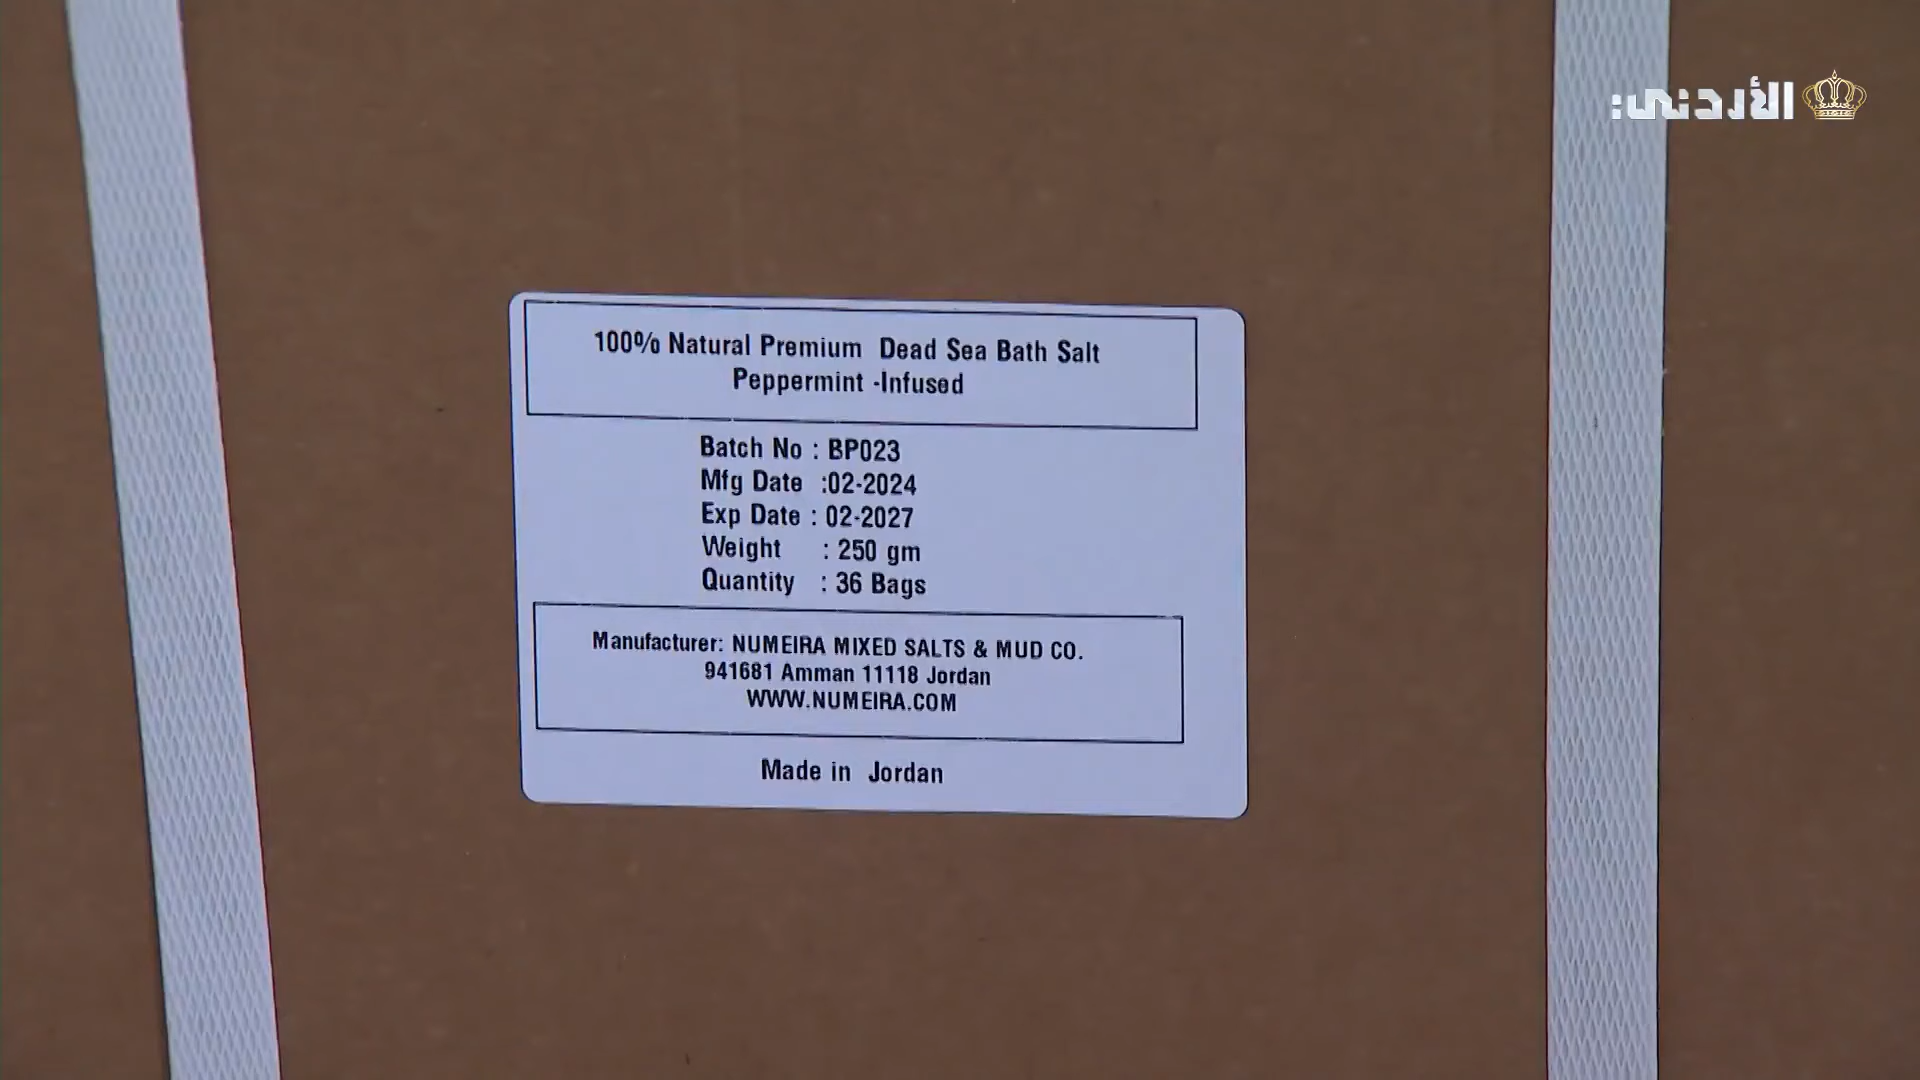 الأردني:
100% Natural Premium Dead Sea Bath Salt
Peppermint -Infused
Batch No : BP023
Mfg Date :02-2024
Exp Date : 02-2027
Weight : 250 gm
Quantity : 36 Bags
Manufacturer: NUMEIRA MIXED SALTS & MUD CO.
941681 Amman 11118 Jordan
WWW.NUMEIRA.COM
Made in Jordan